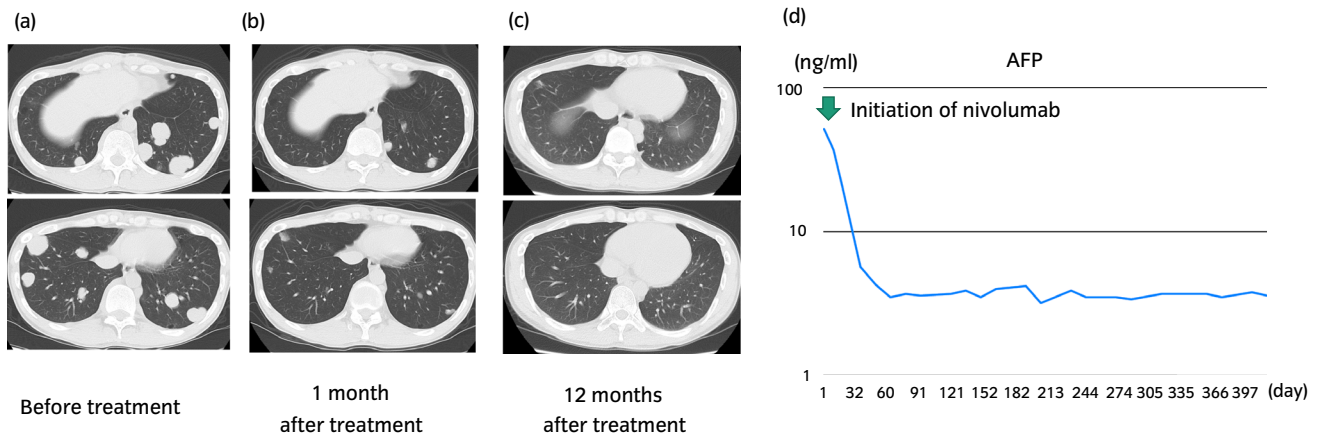 (a)
(b)
(c)
(d)
Before treatment
1 month
after treatment
12 months
after treatment
(ng/ml)
AFP
100
Initiation of nivolumab
10
1
1 32 60 91 121 152 182 213 244 274 305 335 366 397 (day)